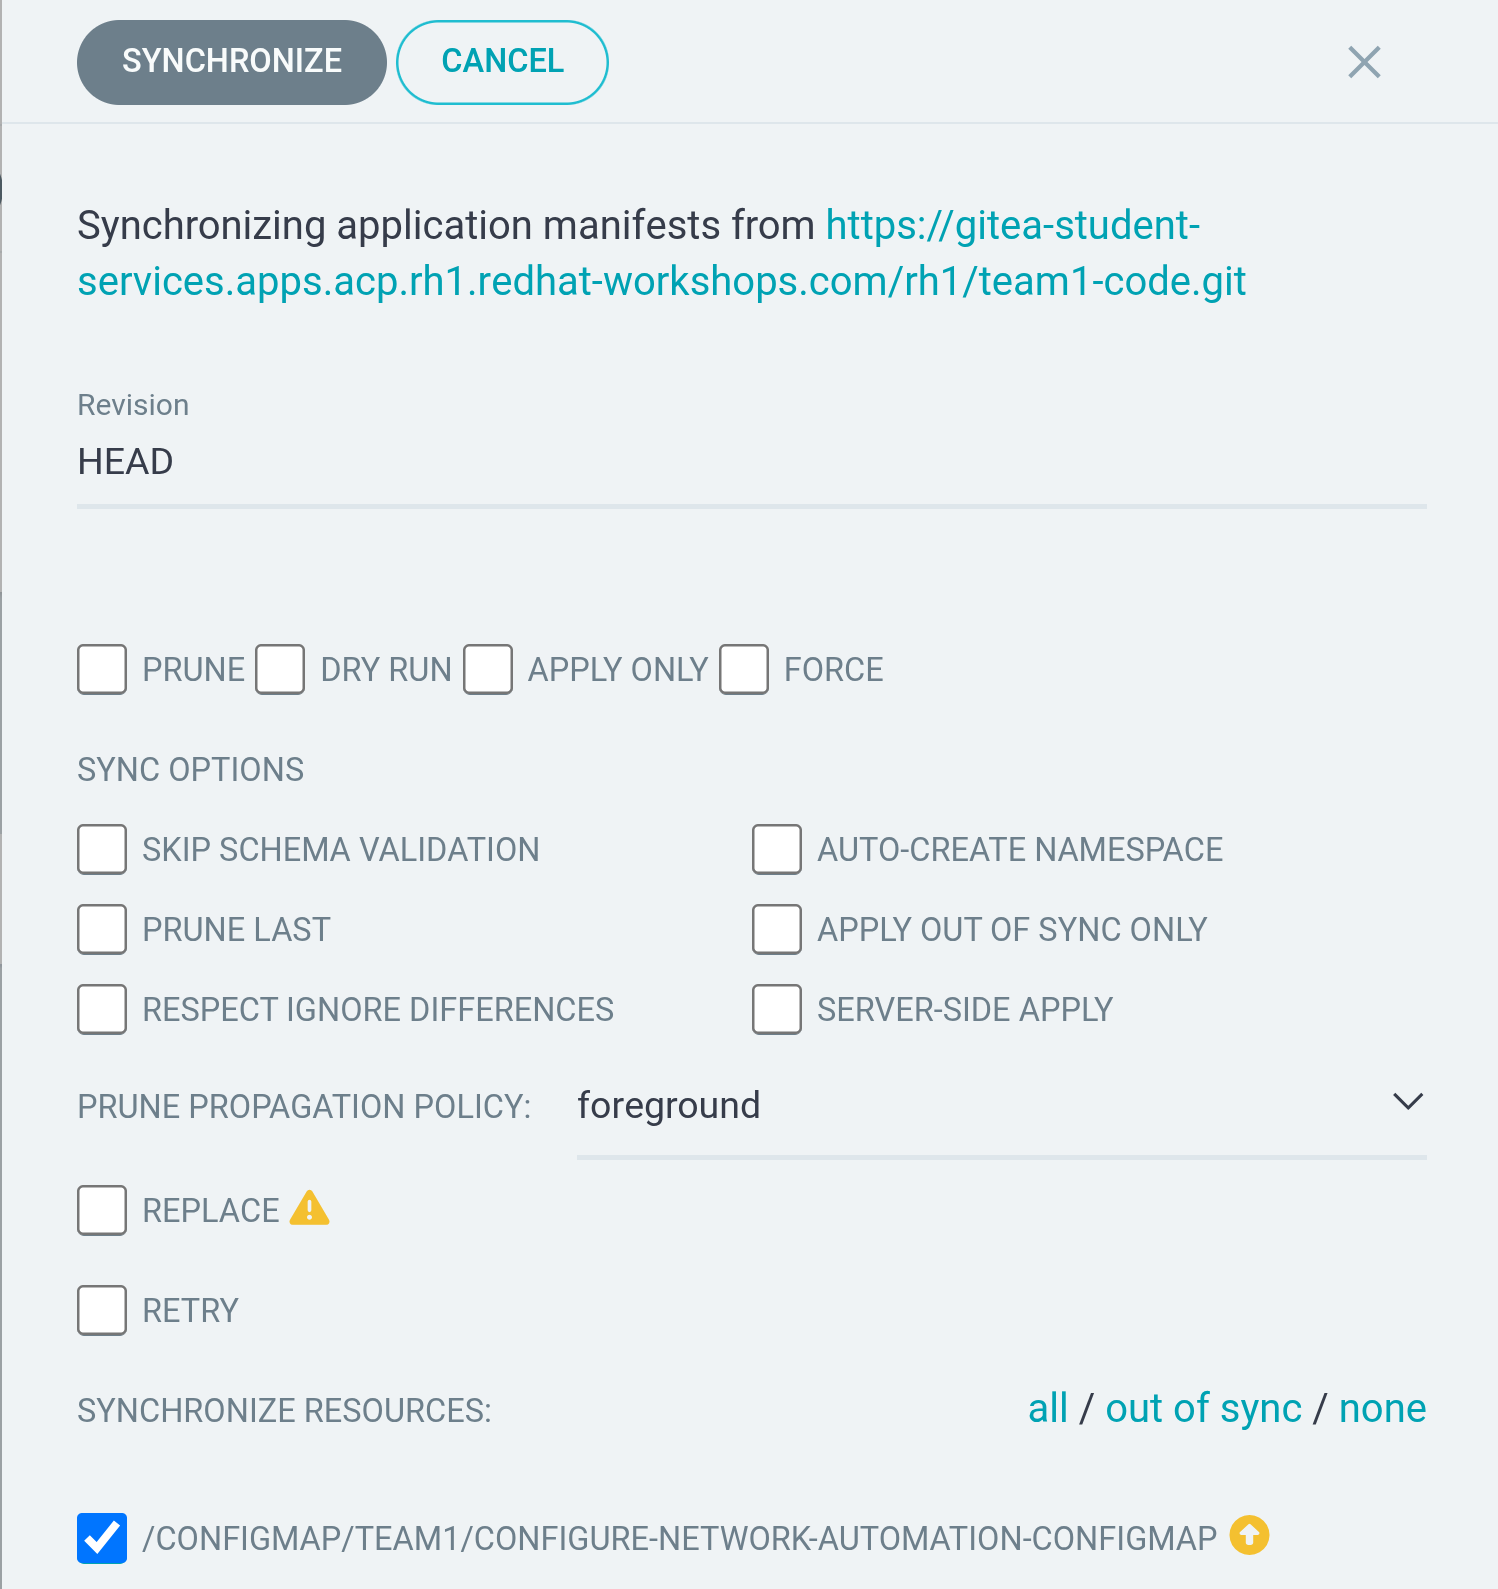 SYNCHRONIZE CANCEL
Synchronizing application manifests from https://gitea-student-
services.apps.acp.rh1.redhat-workshops.com/rh1/team1-code.git
Revision
HEAD
PRUNE DRY RUN APPLY ONLY FORCE
SYNC OPTIONS
SKIP SCHEMA VALIDATION AUTO-CREATE NAMESPACE
PRUNE LAST APPLY OUT OF SYNC ONLY
RESPECT IGNORE DIFFERENCES SERVER-SIDE APPLY
PRUNE PROPAGATION POLICY: foreground
REPLACE
RETRY
SYNCHRONIZE RESOURCES: all / out of sync / none
/CONFIGMAP/TEAM1/CONFIGURE-NETWORK-AUTOMATION-CONFIGMAP